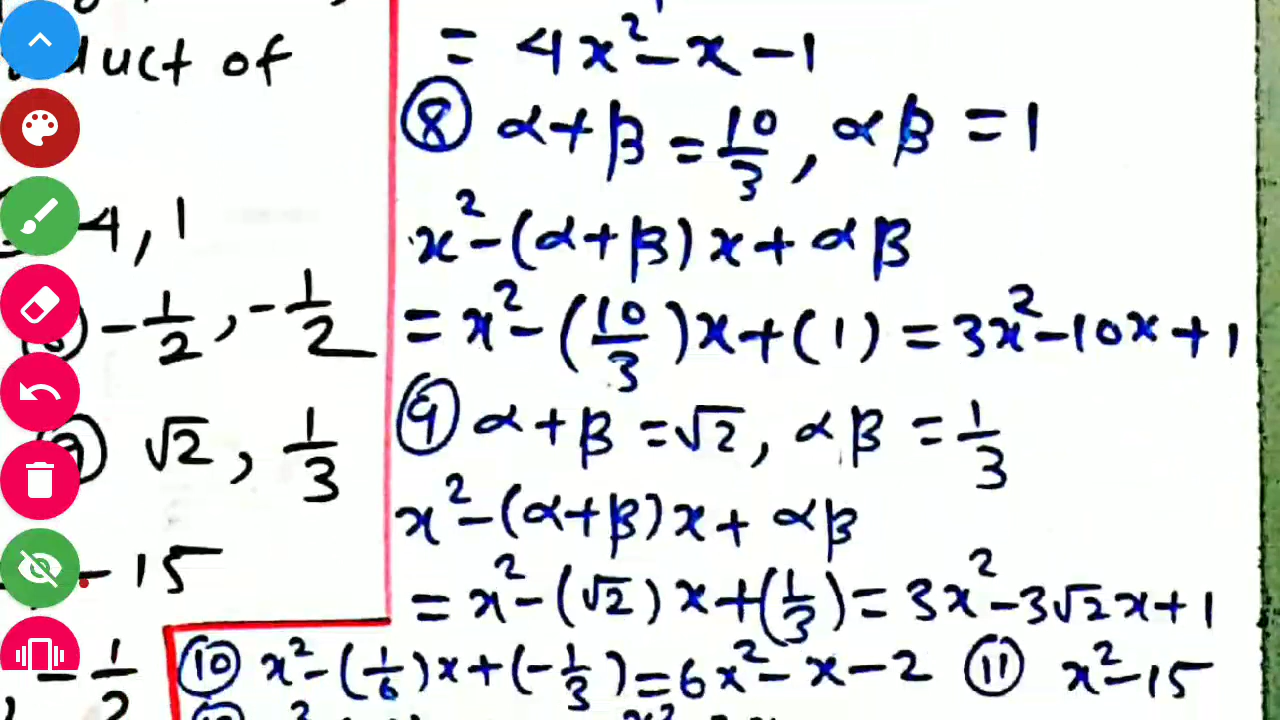 duct of
4, 1
-1/2, -1/2
√2, 1/3
-15
-1/2
= 4x²-x-1
⑧ α+β = 10/3, αβ = 1
x²-(α+β)x+αβ
= x²-(10/3)x+(1) = 3x²-10x+1
⑨ α+β = √2, αβ = 1/3
x²-(α+β)x+αβ
= x²-(√2)x+(1/3) = 3x²-3√2x+1
⑩ x²-(1/6)x+(-1/3) = 6x²-x-2 ⑪ x²-15